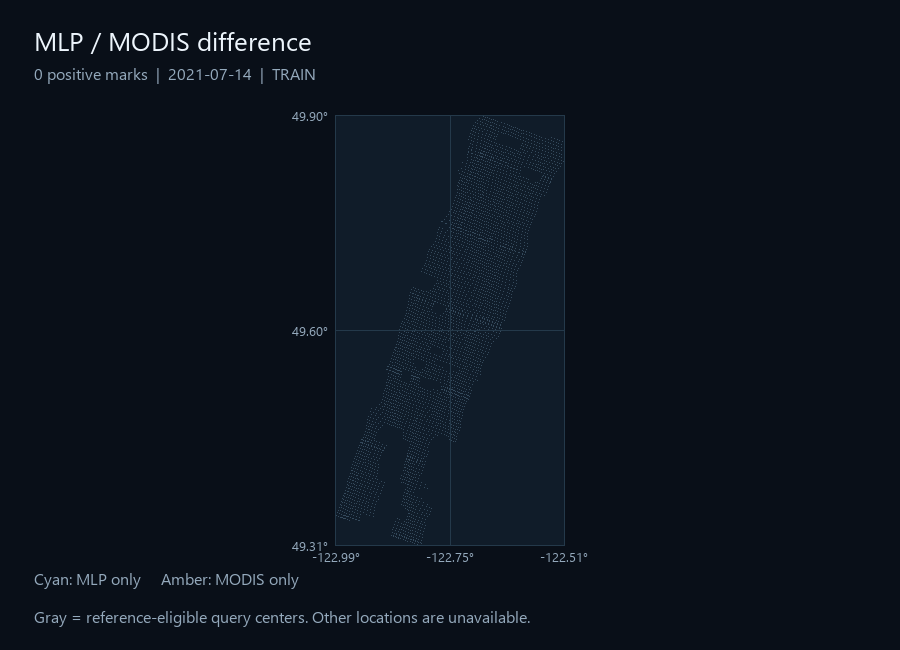 MLP / MODIS difference
0 positive marks | 2021-07-14 | TRAIN
49.90°
49.60°
49.31°
-122.99° -122.75° -122.51°
Cyan: MLP only Amber: MODIS only
Gray = reference-eligible query centers. Other locations are unavailable.